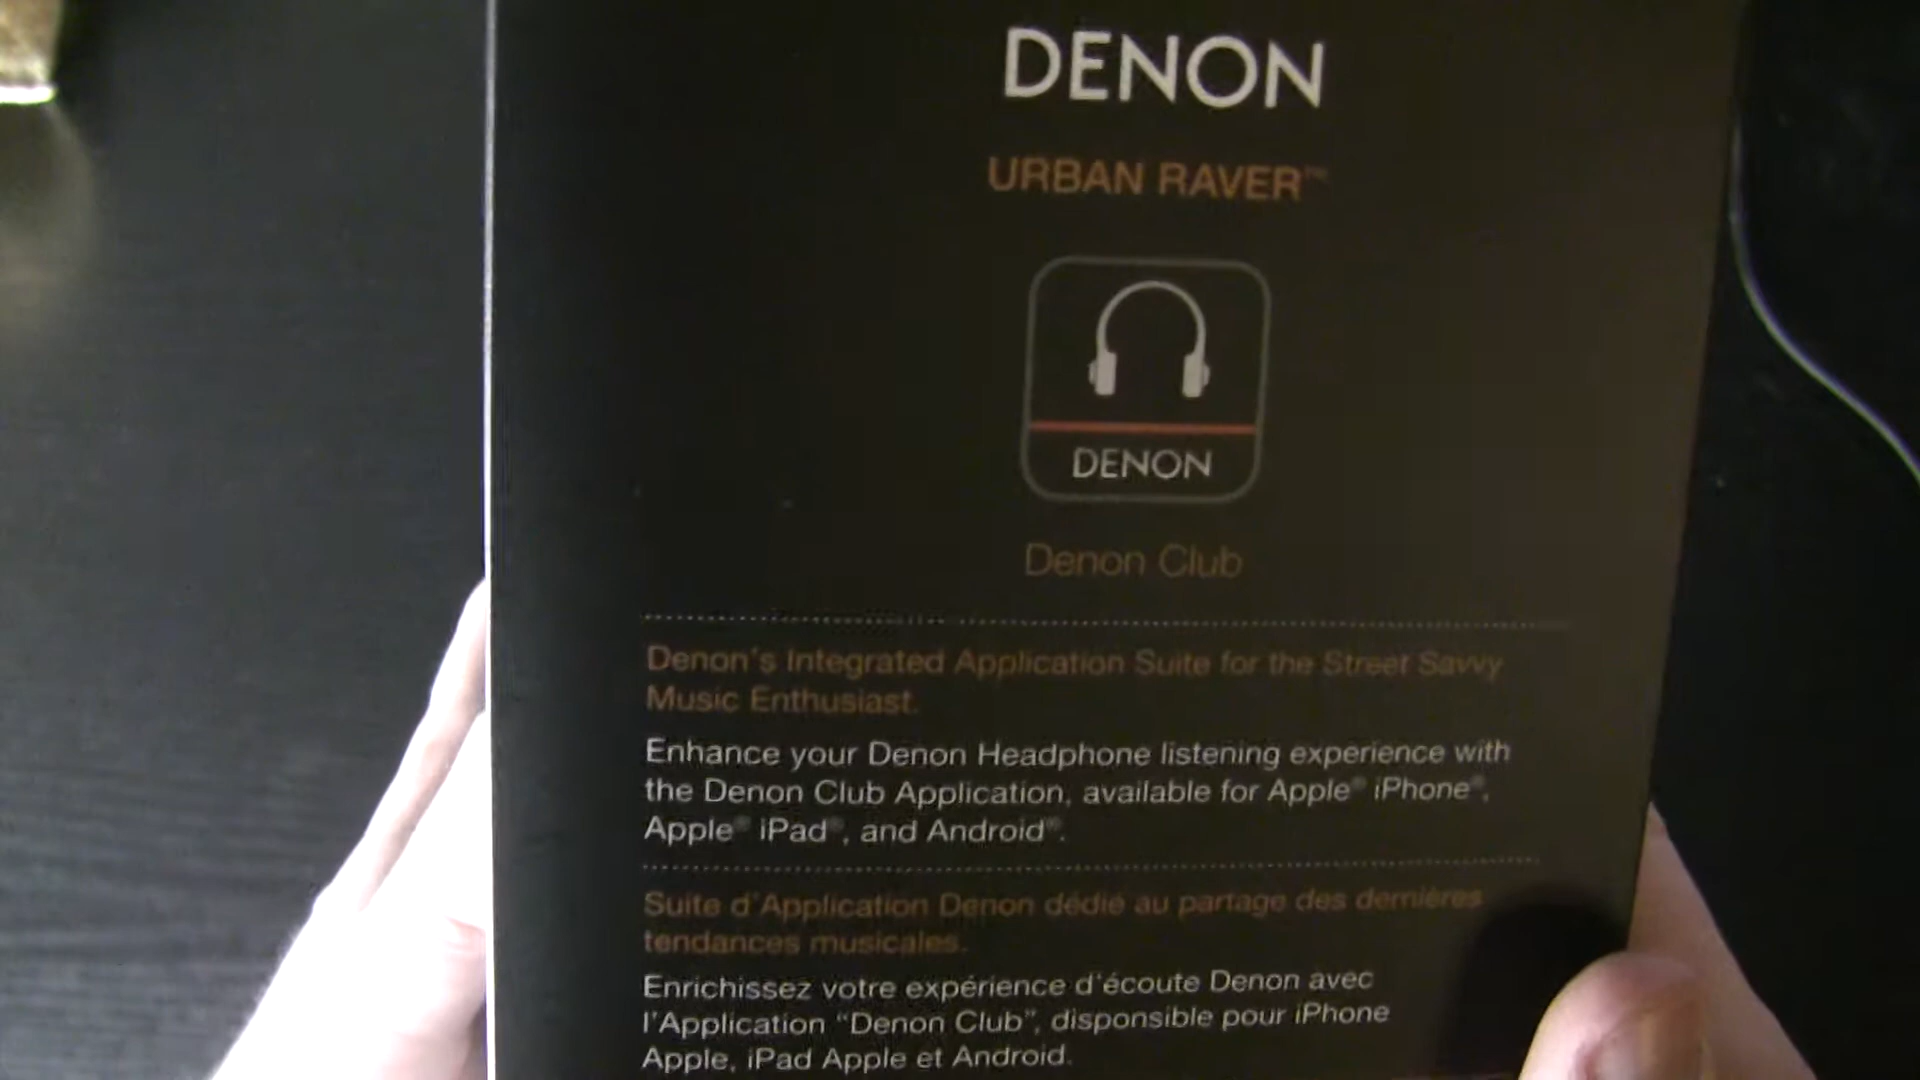 DENON
URBAN RAVER™
DENON
Denon Club
Denon's Integrated Application Suite for the Street Savvy
Music Enthusiast.
Enhance your Denon Headphone listening experience with
the Denon Club Application, available for Apple® iPhone®,
Apple® iPad®, and Android®.
Suite d'Application Denon dédié au partage des dernières
tendances musicales.
Enrichissez votre expérience d'écoute Denon avec
l'Application "Denon Club", disponsible pour iPhone
Apple, iPad Apple et Android.